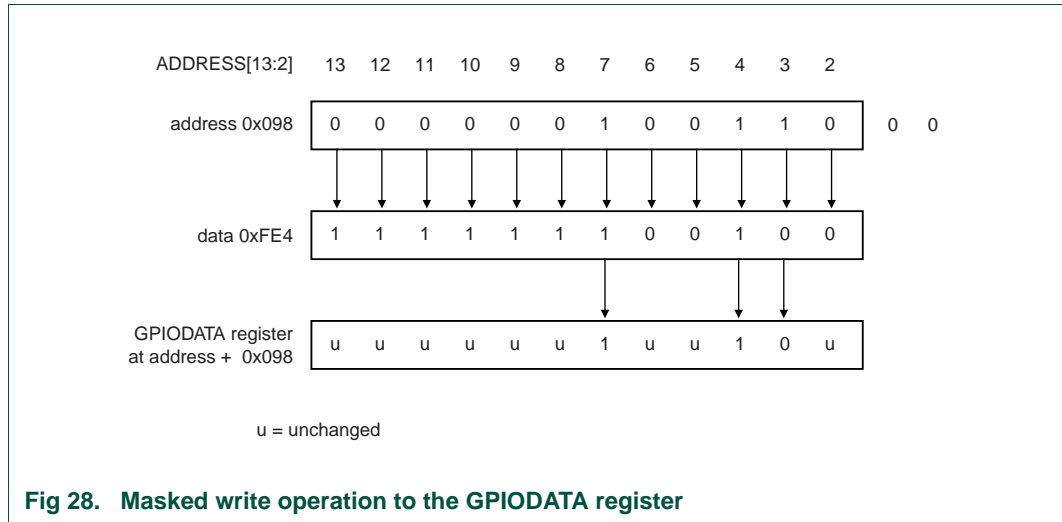 ADDRESS[13:2] 13 12 11 10 9 8 7 6 5 4 3 2
address 0x098 0 0 0 0 0 0 1 0 0 1 1 0 0 0
data 0xFE4 1 1 1 1 1 1 1 0 0 1 0 0
GPIODATA register
at address + 0x098
u u u u u u 1 u u 1 0 u
u = unchanged
Fig 28. Masked write operation to the GPIODATA register